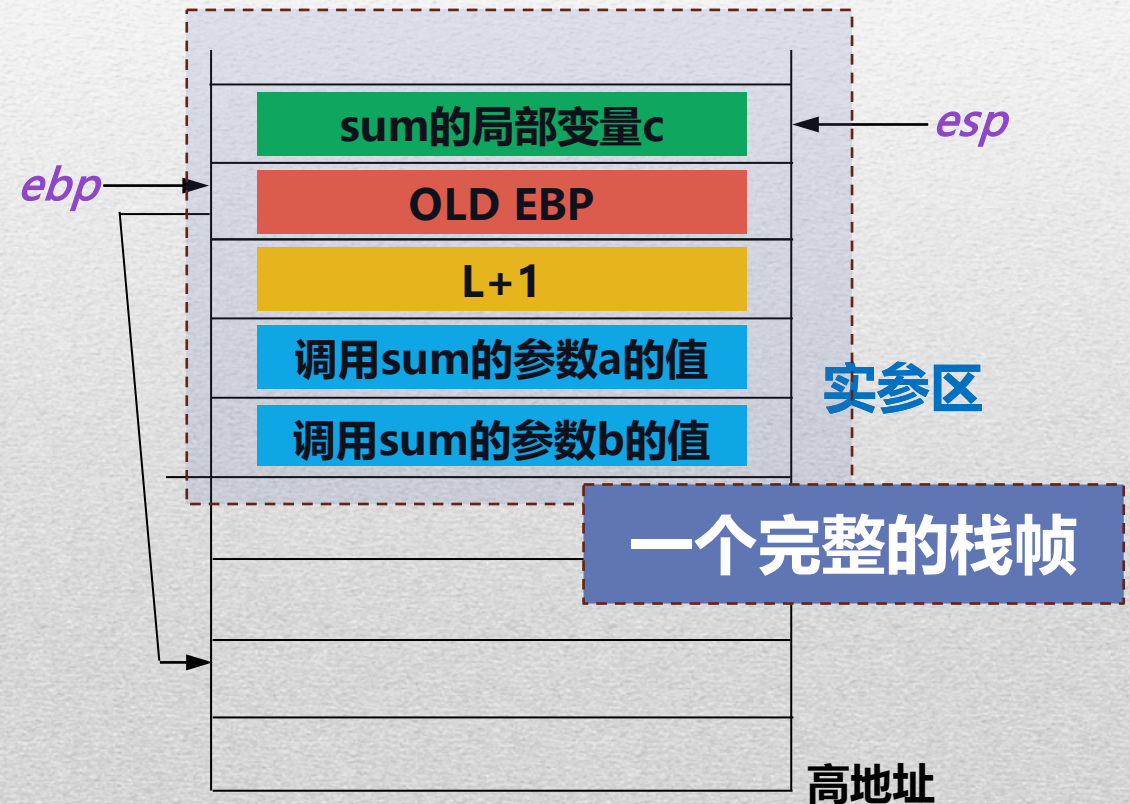 sum的局部变量c
esp
ebp
OLD EBP
L+1
调用sum的参数a的值
实参区
调用sum的参数b的值
一个完整的栈帧
高地址